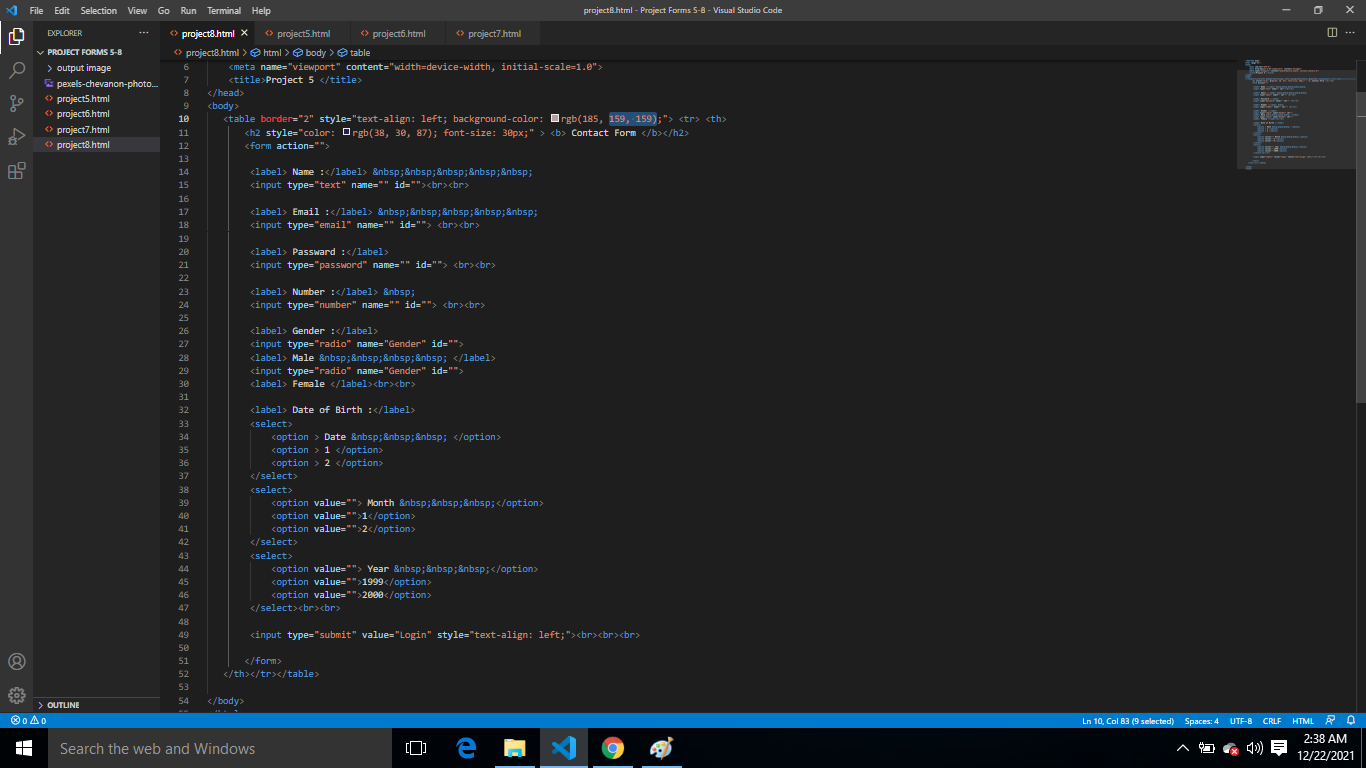 File Edit Selection View Go Run Terminal Help
project8.html - Project Forms 5-8 - Visual Studio Code
EXPLORER
PROJECT FORMS 5-8
output image
pexels-chevanon-photo...
project5.html
project6.html
project7.html
project8.html
OUTLINE
project8.html project5.html project6.html project7.html
project8.html > html > body > table
6 <meta name="viewport" content="width=device-width, initial-scale=1.0">
7 <title>Project 5 </title>
8 </head>
9 <body>
10 <table border="2" style="text-align: left; background-color: rgb(185, 159, 159);"> <tr> <th>
11 <h2 style="color: rgb(38, 30, 87); font-size: 30px;" > <b> Contact Form </b></h2>
12 <form action="">
13
14 <label> Name :</label> &nbsp;&nbsp;&nbsp;&nbsp;&nbsp;
15 <input type="text" name="" id=""><br><br>
16
17 <label> Email :</label> &nbsp;&nbsp;&nbsp;&nbsp;&nbsp;
18 <input type="email" name="" id=""> <br><br>
19
20 <label> Passward :</label>
21 <input type="password" name="" id=""> <br><br>
22
23 <label> Number :</label> &nbsp;
24 <input type="number" name="" id=""> <br><br>
25
26 <label> Gender :</label>
27 <input type="radio" name="Gender" id="">
28 <label> Male &nbsp;&nbsp;&nbsp;&nbsp; </label>
29 <input type="radio" name="Gender" id="">
30 <label> Female </label><br><br>
31
32 <label> Date of Birth :</label>
33 <select>
34 <option > Date &nbsp;&nbsp;&nbsp; </option>
35 <option > 1 </option>
36 <option > 2 </option>
37 </select>
38 <select>
39 <option value=""> Month &nbsp;&nbsp;&nbsp;</option>
40 <option value="">1</option>
41 <option value="">2</option>
42 </select>
43 <select>
44 <option value=""> Year &nbsp;&nbsp;&nbsp;</option>
45 <option value="">1999</option>
46 <option value="">2000</option>
47 </select><br><br>
48
49 <input type="submit" value="Login" style="text-align: left;"><br><br><br>
50
51 </form>
52 </th></tr></table>
53
54 </body>
0 0 Ln 10, Col 83 (9 selected) Spaces: 4 UTF-8 CRLF HTML
Search the web and Windows
2:38 AM
12/22/2021